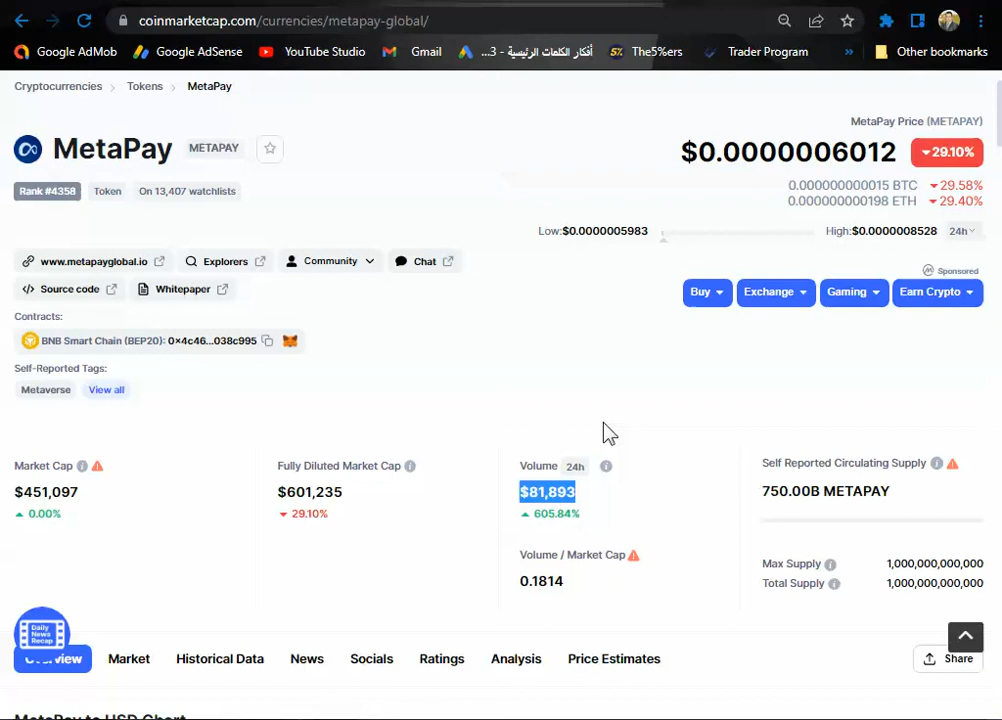 coinmarketcap.com/currencies/metapay-global/
Google AdMob Google AdSense YouTube Studio Gmail أفكار الكلمات الرئيسية - 3... The5%ers Trader Program » Other bookmarks
Cryptocurrencies > Tokens > MetaPay
MetaPay Price (METAPAY)
MetaPay METAPAY
$0.0000006012 29.10%
Rank #4358 Token On 13,407 watchlists
0.000000000015 BTC 29.58%
0.000000000198 ETH 29.40%
Low:$0.0000005983 High:$0.0000008528 24h
www.metapayglobal.io Explorers Community Chat
Sponsored
Source code Whitepaper
Buy Exchange Gaming Earn Crypto
Contracts:
BNB Smart Chain (BEP20): 0x4c46...038c995
Self-Reported Tags:
Metaverse View all
Market Cap
$451,097
0.00%
Fully Diluted Market Cap
$601,235
29.10%
Volume 24h
$81,893
605.84%
Volume / Market Cap
0.1814
Self Reported Circulating Supply
750.00B METAPAY
Max Supply 1,000,000,000,000
Total Supply 1,000,000,000,000
Daily
News
Recap
Overview Market Historical Data News Socials Ratings Analysis Price Estimates Share
MetaPay to USD Chart